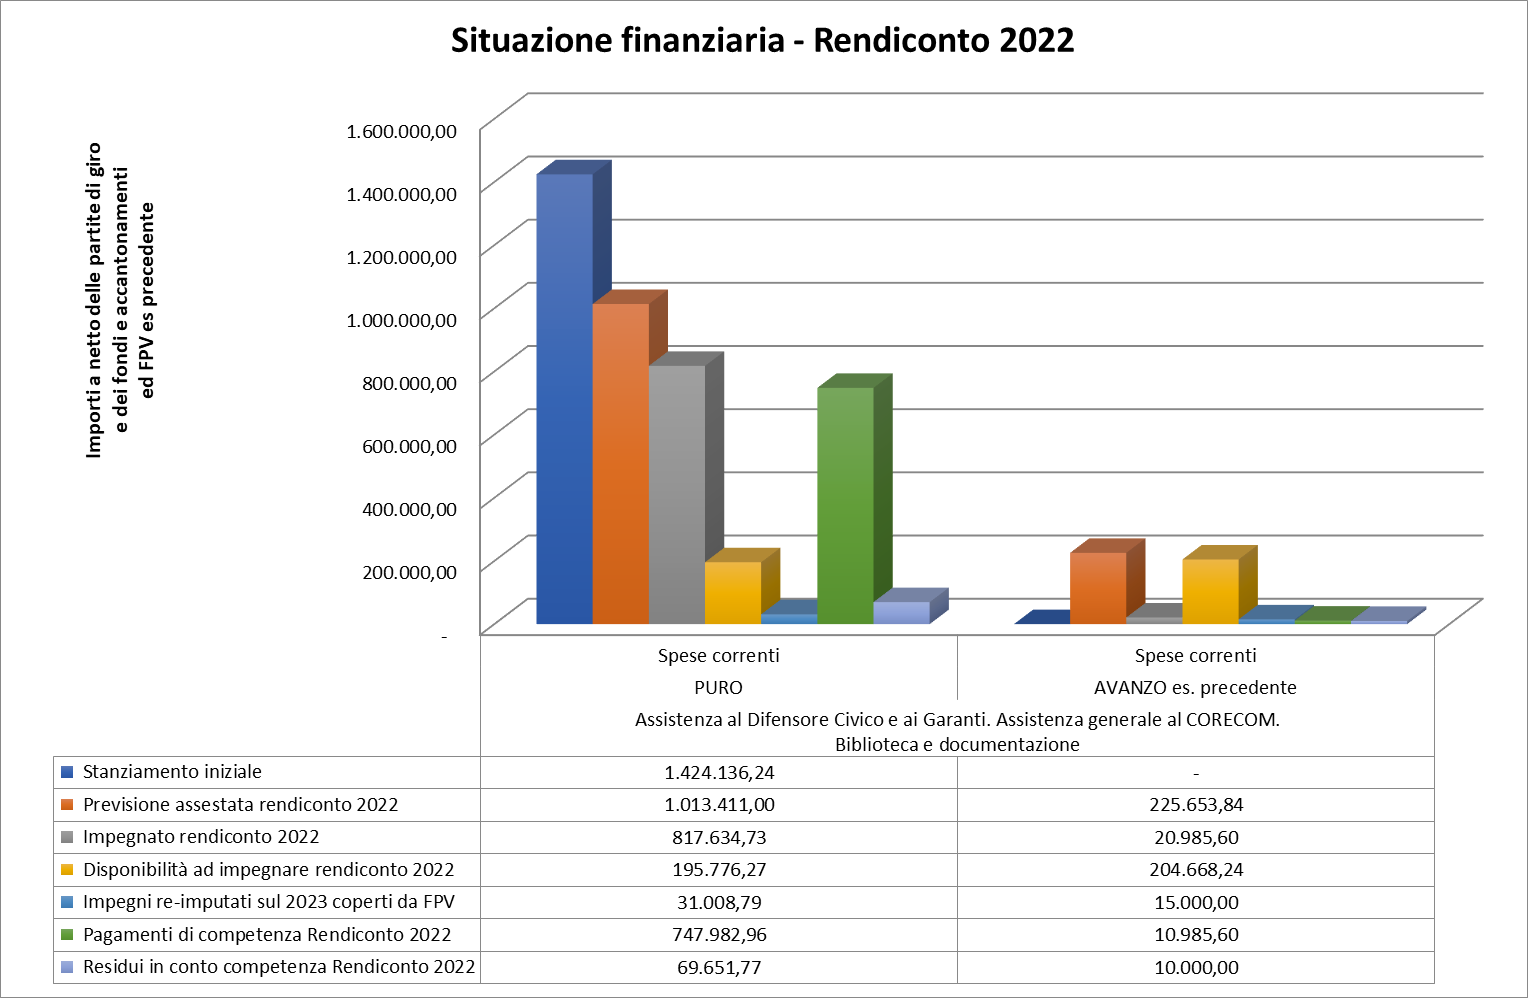 Situazione finanziaria - Rendiconto 2022
Importi a netto delle partite di giro
e dei fondi e accantonamenti
ed FPV es precedente
1.600.000,00
1.400.000,00
1.200.000,00
1.000.000,00
800.000,00
600.000,00
400.000,00
200.000,00
-
Spese correnti Spese correnti
PURO AVANZO es. precedente
Assistenza al Difensore Civico e ai Garanti. Assistenza generale al CORECOM.
Biblioteca e documentazione
Stanziamento iniziale 1.424.136,24 -
Previsione assestata rendiconto 2022 1.013.411,00 225.653,84
Impegnato rendiconto 2022 817.634,73 20.985,60
Disponibilità ad impegnare rendiconto 2022 195.776,27 204.668,24
Impegni re-imputati sul 2023 coperti da FPV 31.008,79 15.000,00
Pagamenti di competenza Rendiconto 2022 747.982,96 10.985,60
Residui in conto competenza Rendiconto 2022 69.651,77 10.000,00